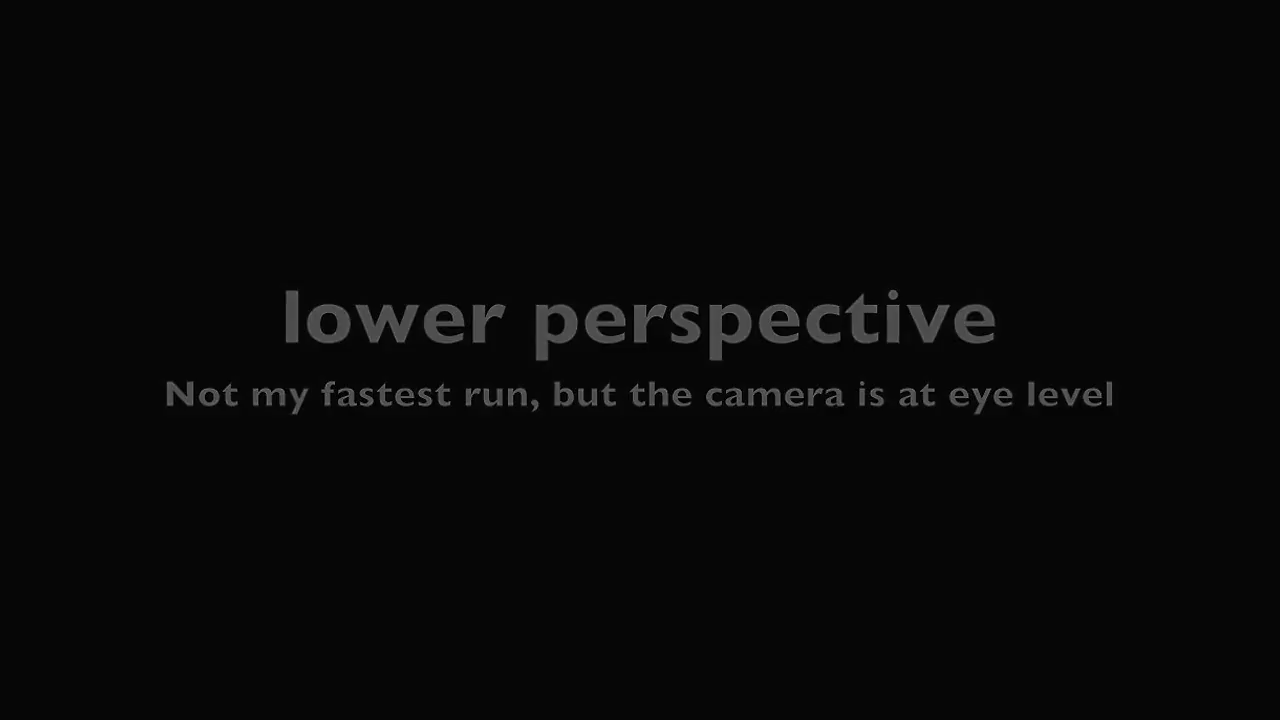 lower perspective
Not my fastest run, but the camera is at eye level